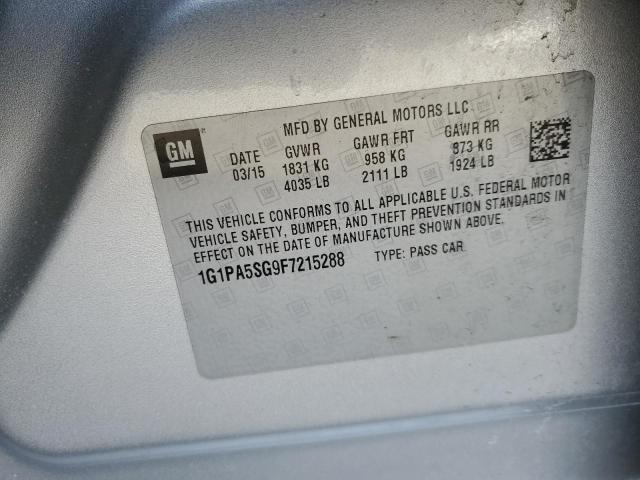 MFD BY GENERAL MOTORS LLC
GM
DATE GVWR GAWR FRT GAWR RR
03/15 1831 KG 958 KG 873 KG
4035 LB 2111 LB 1924 LB
THIS VEHICLE CONFORMS TO ALL APPLICABLE U.S. FEDERAL MOTOR
VEHICLE SAFETY, BUMPER, AND THEFT PREVENTION STANDARDS IN
EFFECT ON THE DATE OF MANUFACTURE SHOWN ABOVE.
1G1PA5SG9F7215288 TYPE: PASS CAR